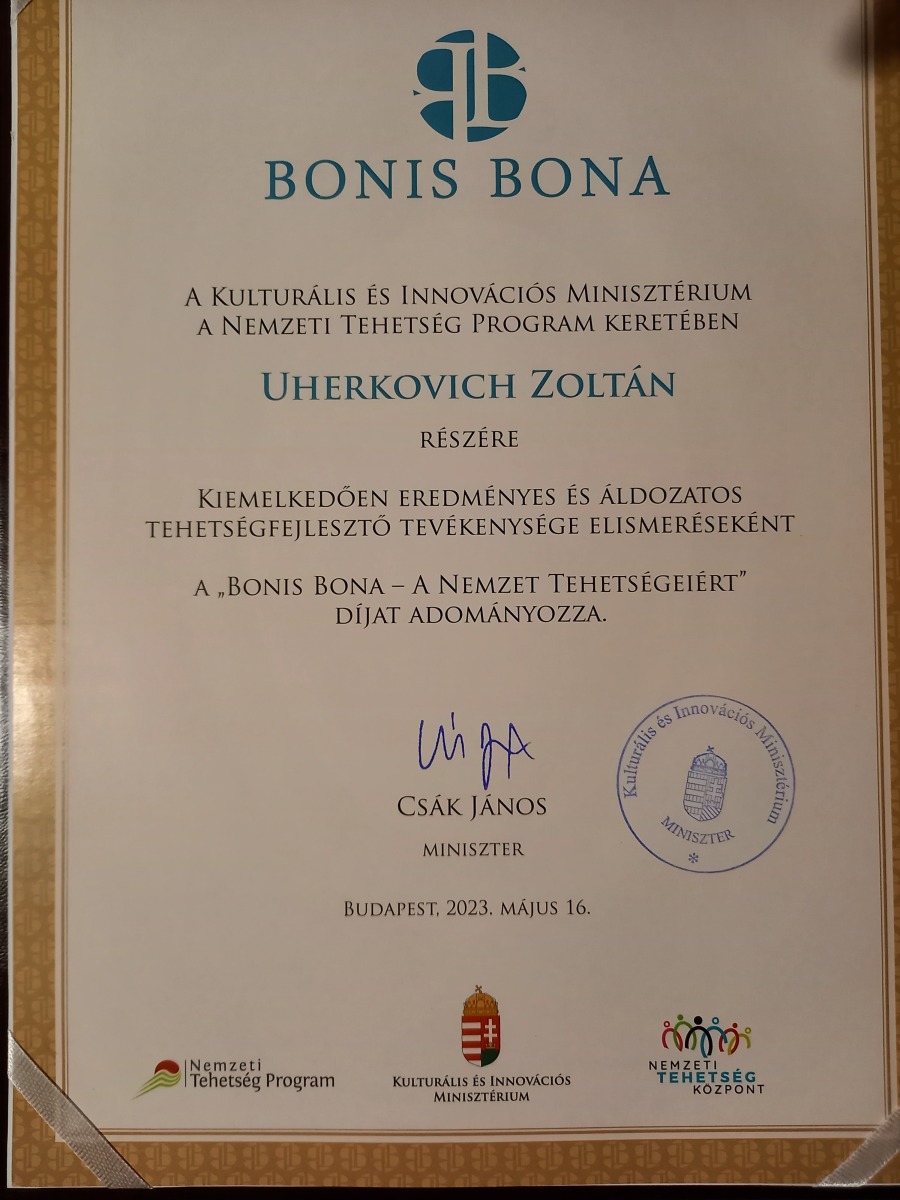 BONIS BONA
A KULTURÁLIS ÉS INNOVÁCIÓS MINISZTÉRIUM
A NEMZETI TEHETSÉG PROGRAM KERETÉBEN
UHERKOVICH ZOLTÁN
RÉSZÉRE
KIEMELKEDŐEN EREDMÉNYES ÉS ÁLDOZATOS
TEHETSÉGFEJLESZTŐ TEVÉKENYSÉGE ELISMERÉSEKÉNT
A „BONIS BONA – A NEMZET TEHETSÉGEIÉRT”
DÍJAT ADOMÁNYOZZA.
CSÁK JÁNOS
MINISZTER
Kulturális és Innovációs Minisztérium
MINISZTER
*
BUDAPEST, 2023. MÁJUS 16.
Nemzeti
Tehetség Program
KULTURÁLIS ÉS INNOVÁCIÓS
MINISZTÉRIUM
NEMZETI
TEHETSÉG
KÖZPONT